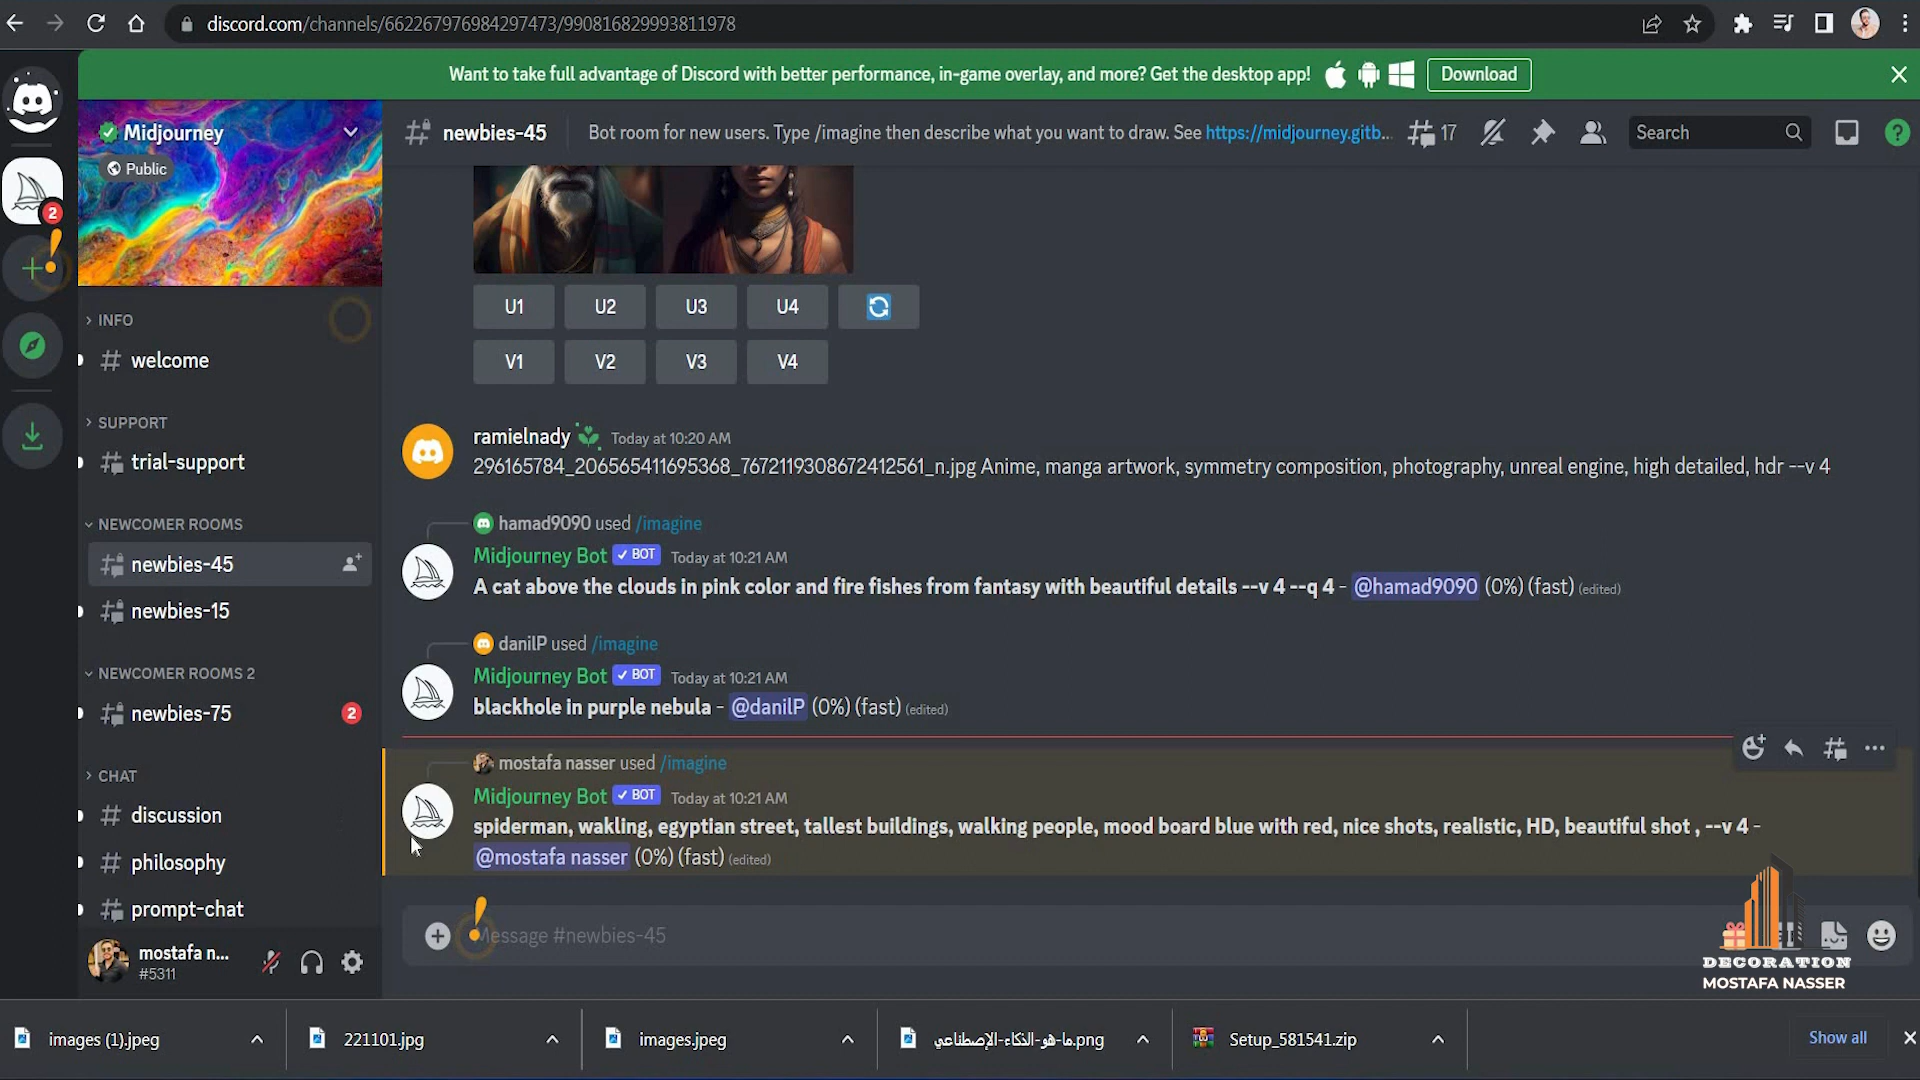 discord.com/channels/662267976984297473/990816829993811978
Want to take full advantage of Discord with better performance, in-game overlay, and more? Get the desktop app!
Download
Midjourney
Public
2
INFO
welcome
SUPPORT
trial-support
NEWCOMER ROOMS
newbies-45
newbies-15
NEWCOMER ROOMS 2
newbies-75
2
CHAT
discussion
philosophy
prompt-chat
mostafa n...
#5311
newbies-45
Bot room for new users. Type /imagine then describe what you want to draw. See https://midjourney.gitb...
17
Search
U1 U2 U3 U4
V1 V2 V3 V4
ramielnady Today at 10:20 AM
296165784_206565411695368_7672119308672412561_n.jpg Anime, manga artwork, symmetry composition, photography, unreal engine, high detailed, hdr --v 4
hamad9090 used /imagine
Midjourney Bot ✓ BOT Today at 10:21 AM
A cat above the clouds in pink color and fire fishes from fantasy with beautiful details --v 4 --q 4 - @hamad9090 (0%) (fast) (edited)
danilP used /imagine
Midjourney Bot ✓ BOT Today at 10:21 AM
blackhole in purple nebula - @danilP (0%) (fast) (edited)
mostafa nasser used /imagine
Midjourney Bot ✓ BOT Today at 10:21 AM
spiderman, wakling, egyptian street, tallest buildings, walking people, mood board blue with red, nice shots, realistic, HD, beautiful shot , --v 4 -
@mostafa nasser (0%) (fast) (edited)
Message #newbies-45
DECORATION
MOSTAFA NASSER
images (1).jpeg
221101.jpg
images.jpeg
ما-هو-الذكاء-الإصطناعي.png
Setup_581541.zip
Show all